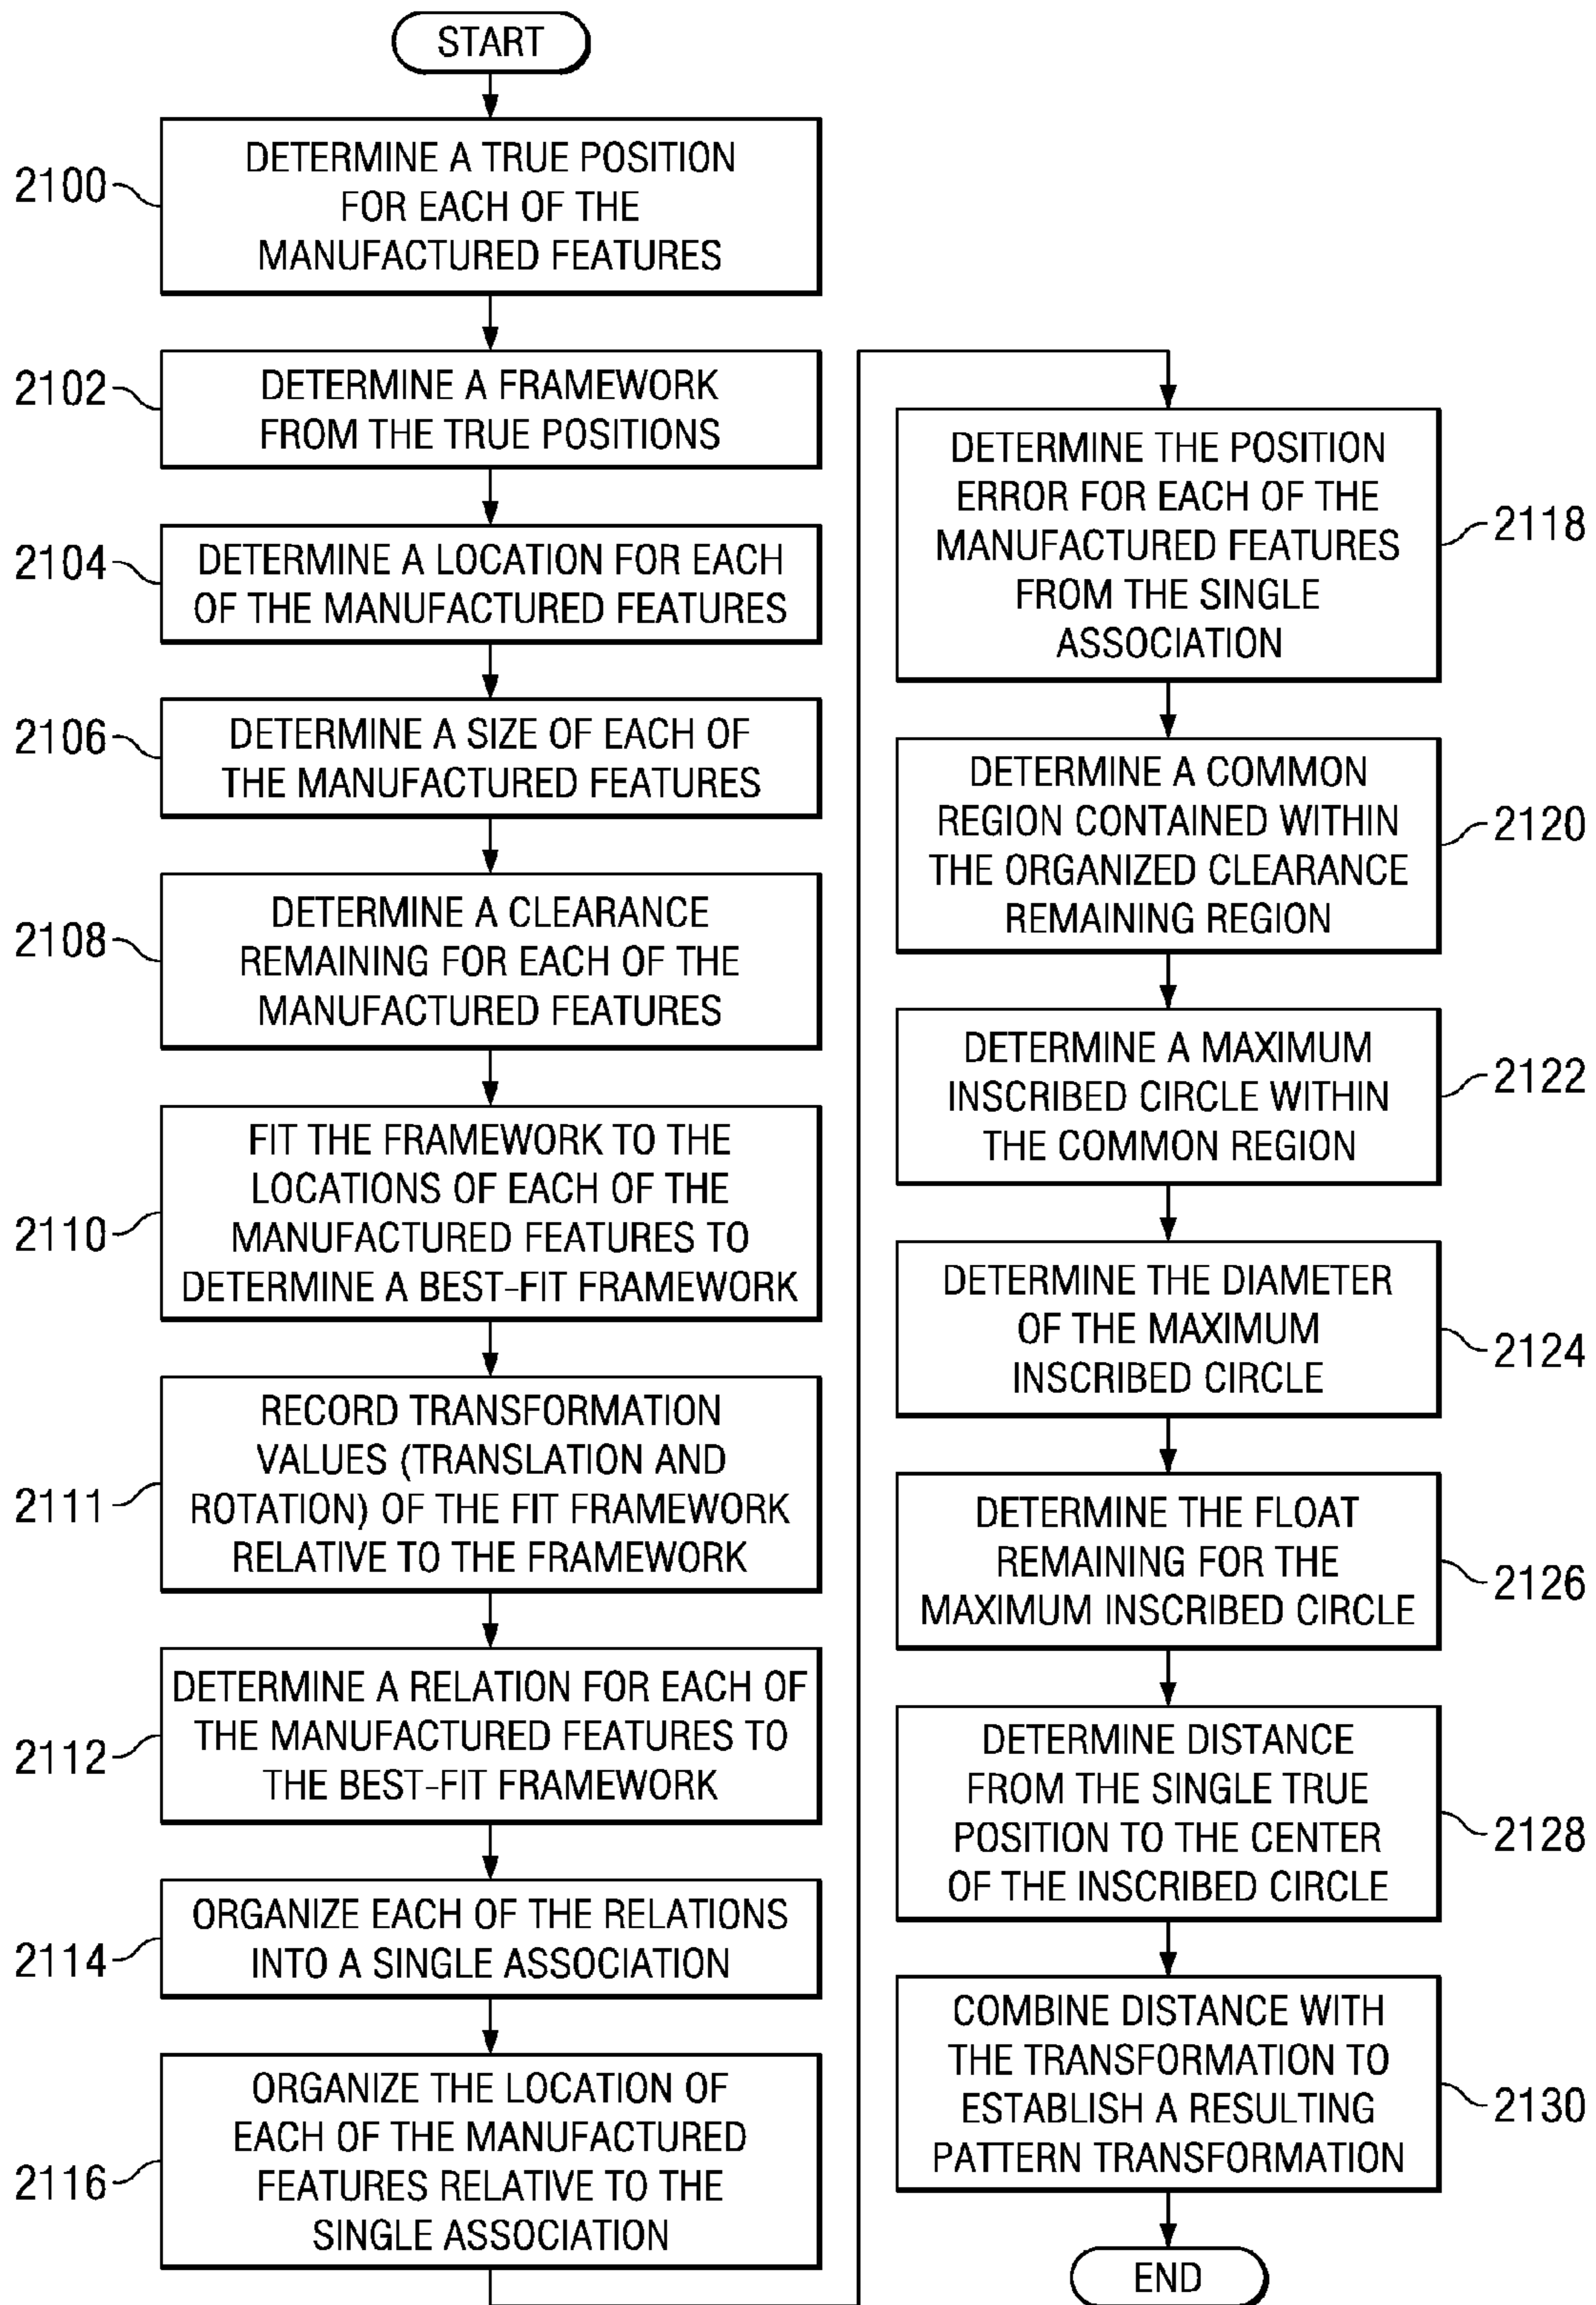 START
2100
DETERMINE A TRUE POSITION
FOR EACH OF THE
MANUFACTURED FEATURES
2102
DETERMINE A FRAMEWORK
FROM THE TRUE POSITIONS
2104
DETERMINE A LOCATION FOR EACH
OF THE MANUFACTURED FEATURES
2106
DETERMINE A SIZE OF EACH OF
THE MANUFACTURED FEATURES
2108
DETERMINE A CLEARANCE
REMAINING FOR EACH OF THE
MANUFACTURED FEATURES
2110
FIT THE FRAMEWORK TO THE
LOCATIONS OF EACH OF THE
MANUFACTURED FEATURES TO
DETERMINE A BEST-FIT FRAMEWORK
2111
RECORD TRANSFORMATION
VALUES (TRANSLATION AND
ROTATION) OF THE FIT FRAMEWORK
RELATIVE TO THE FRAMEWORK
2112
DETERMINE A RELATION FOR EACH OF
THE MANUFACTURED FEATURES TO
THE BEST-FIT FRAMEWORK
2114
ORGANIZE EACH OF THE RELATIONS
INTO A SINGLE ASSOCIATION
2116
ORGANIZE THE LOCATION OF
EACH OF THE MANUFACTURED
FEATURES RELATIVE TO THE
SINGLE ASSOCIATION
DETERMINE THE POSITION
ERROR FOR EACH OF THE
MANUFACTURED FEATURES
FROM THE SINGLE
ASSOCIATION
2118
DETERMINE A COMMON
REGION CONTAINED WITHIN
THE ORGANIZED CLEARANCE
REMAINING REGION
2120
DETERMINE A MAXIMUM
INSCRIBED CIRCLE WITHIN
THE COMMON REGION
2122
DETERMINE THE DIAMETER
OF THE MAXIMUM
INSCRIBED CIRCLE
2124
DETERMINE THE FLOAT
REMAINING FOR THE
MAXIMUM INSCRIBED CIRCLE
2126
DETERMINE DISTANCE
FROM THE SINGLE TRUE
POSITION TO THE CENTER
OF THE INSCRIBED CIRCLE
2128
COMBINE DISTANCE WITH
THE TRANSFORMATION TO
ESTABLISH A RESULTING
PATTERN TRANSFORMATION
2130
END